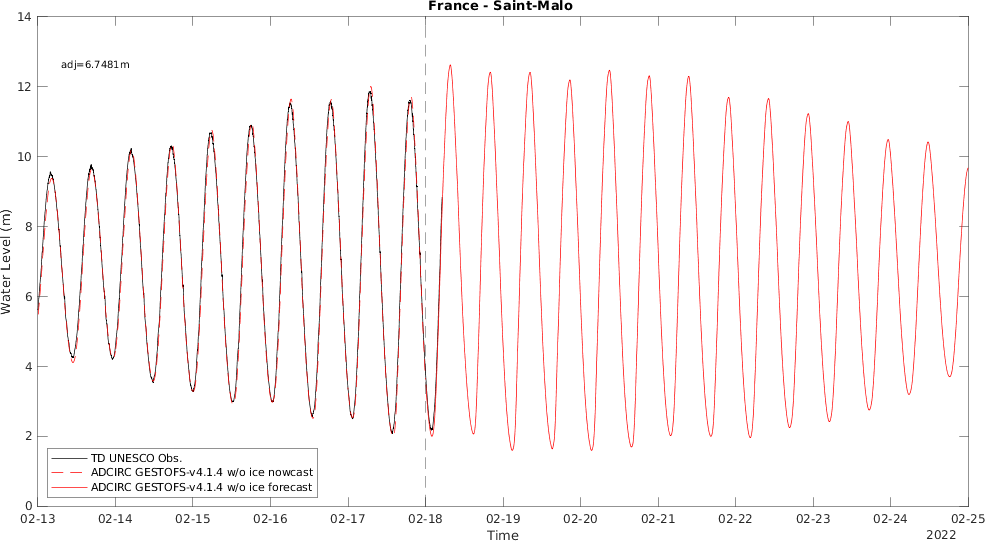 France - Saint-Malo
14
adj=6.7481m
12
10
8
6
4
2
0
Water Level (m)
TD UNESCO Obs.
ADCIRC GESTOFS-v4.1.4 w/o ice nowcast
ADCIRC GESTOFS-v4.1.4 w/o ice forecast
02-13 02-14 02-15 02-16 02-17 02-18 02-19 02-20 02-21 02-22 02-23 02-24 02-25
Time
2022